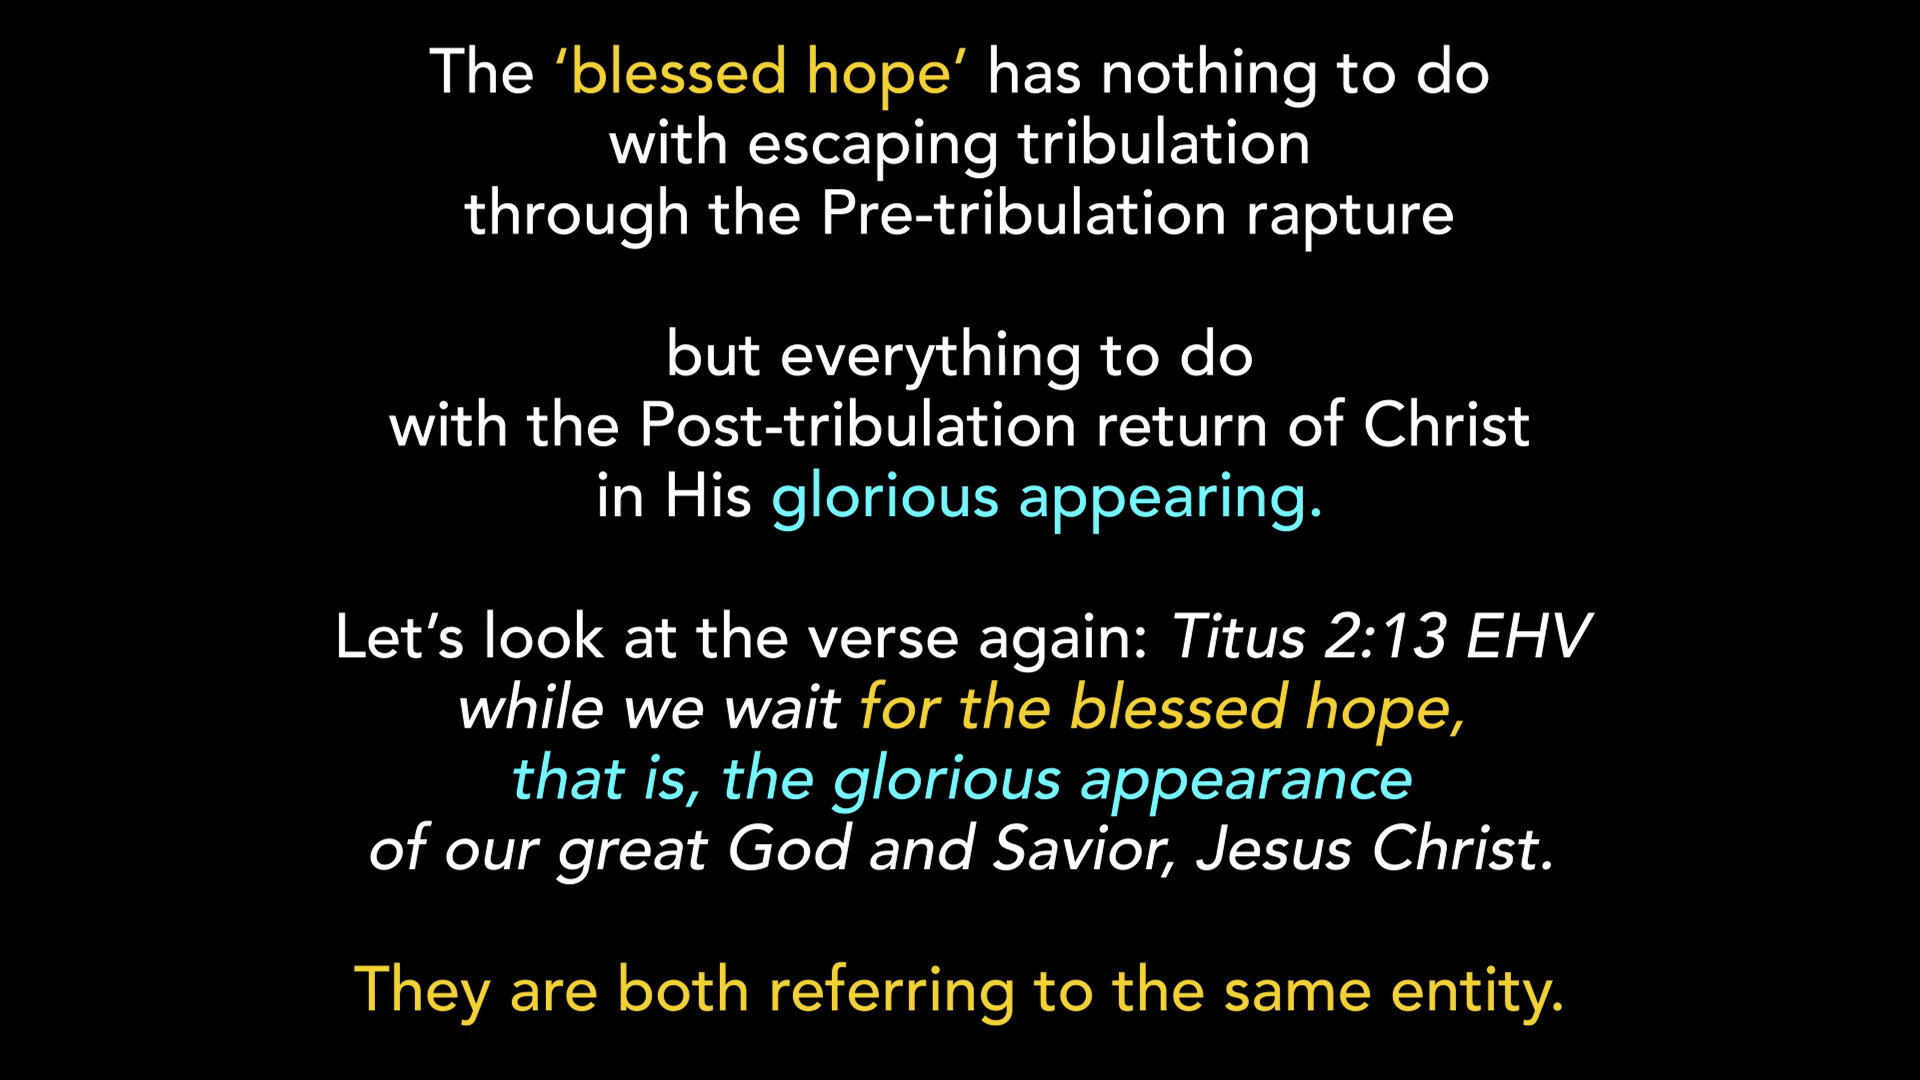 The ‘blessed hope’ has nothing to do
with escaping tribulation
through the Pre-tribulation rapture
but everything to do
with the Post-tribulation return of Christ
in His glorious appearing.
Let’s look at the verse again: Titus 2:13 EHV
while we wait for the blessed hope,
that is, the glorious appearance
of our great God and Savior, Jesus Christ.
They are both referring to the same entity.